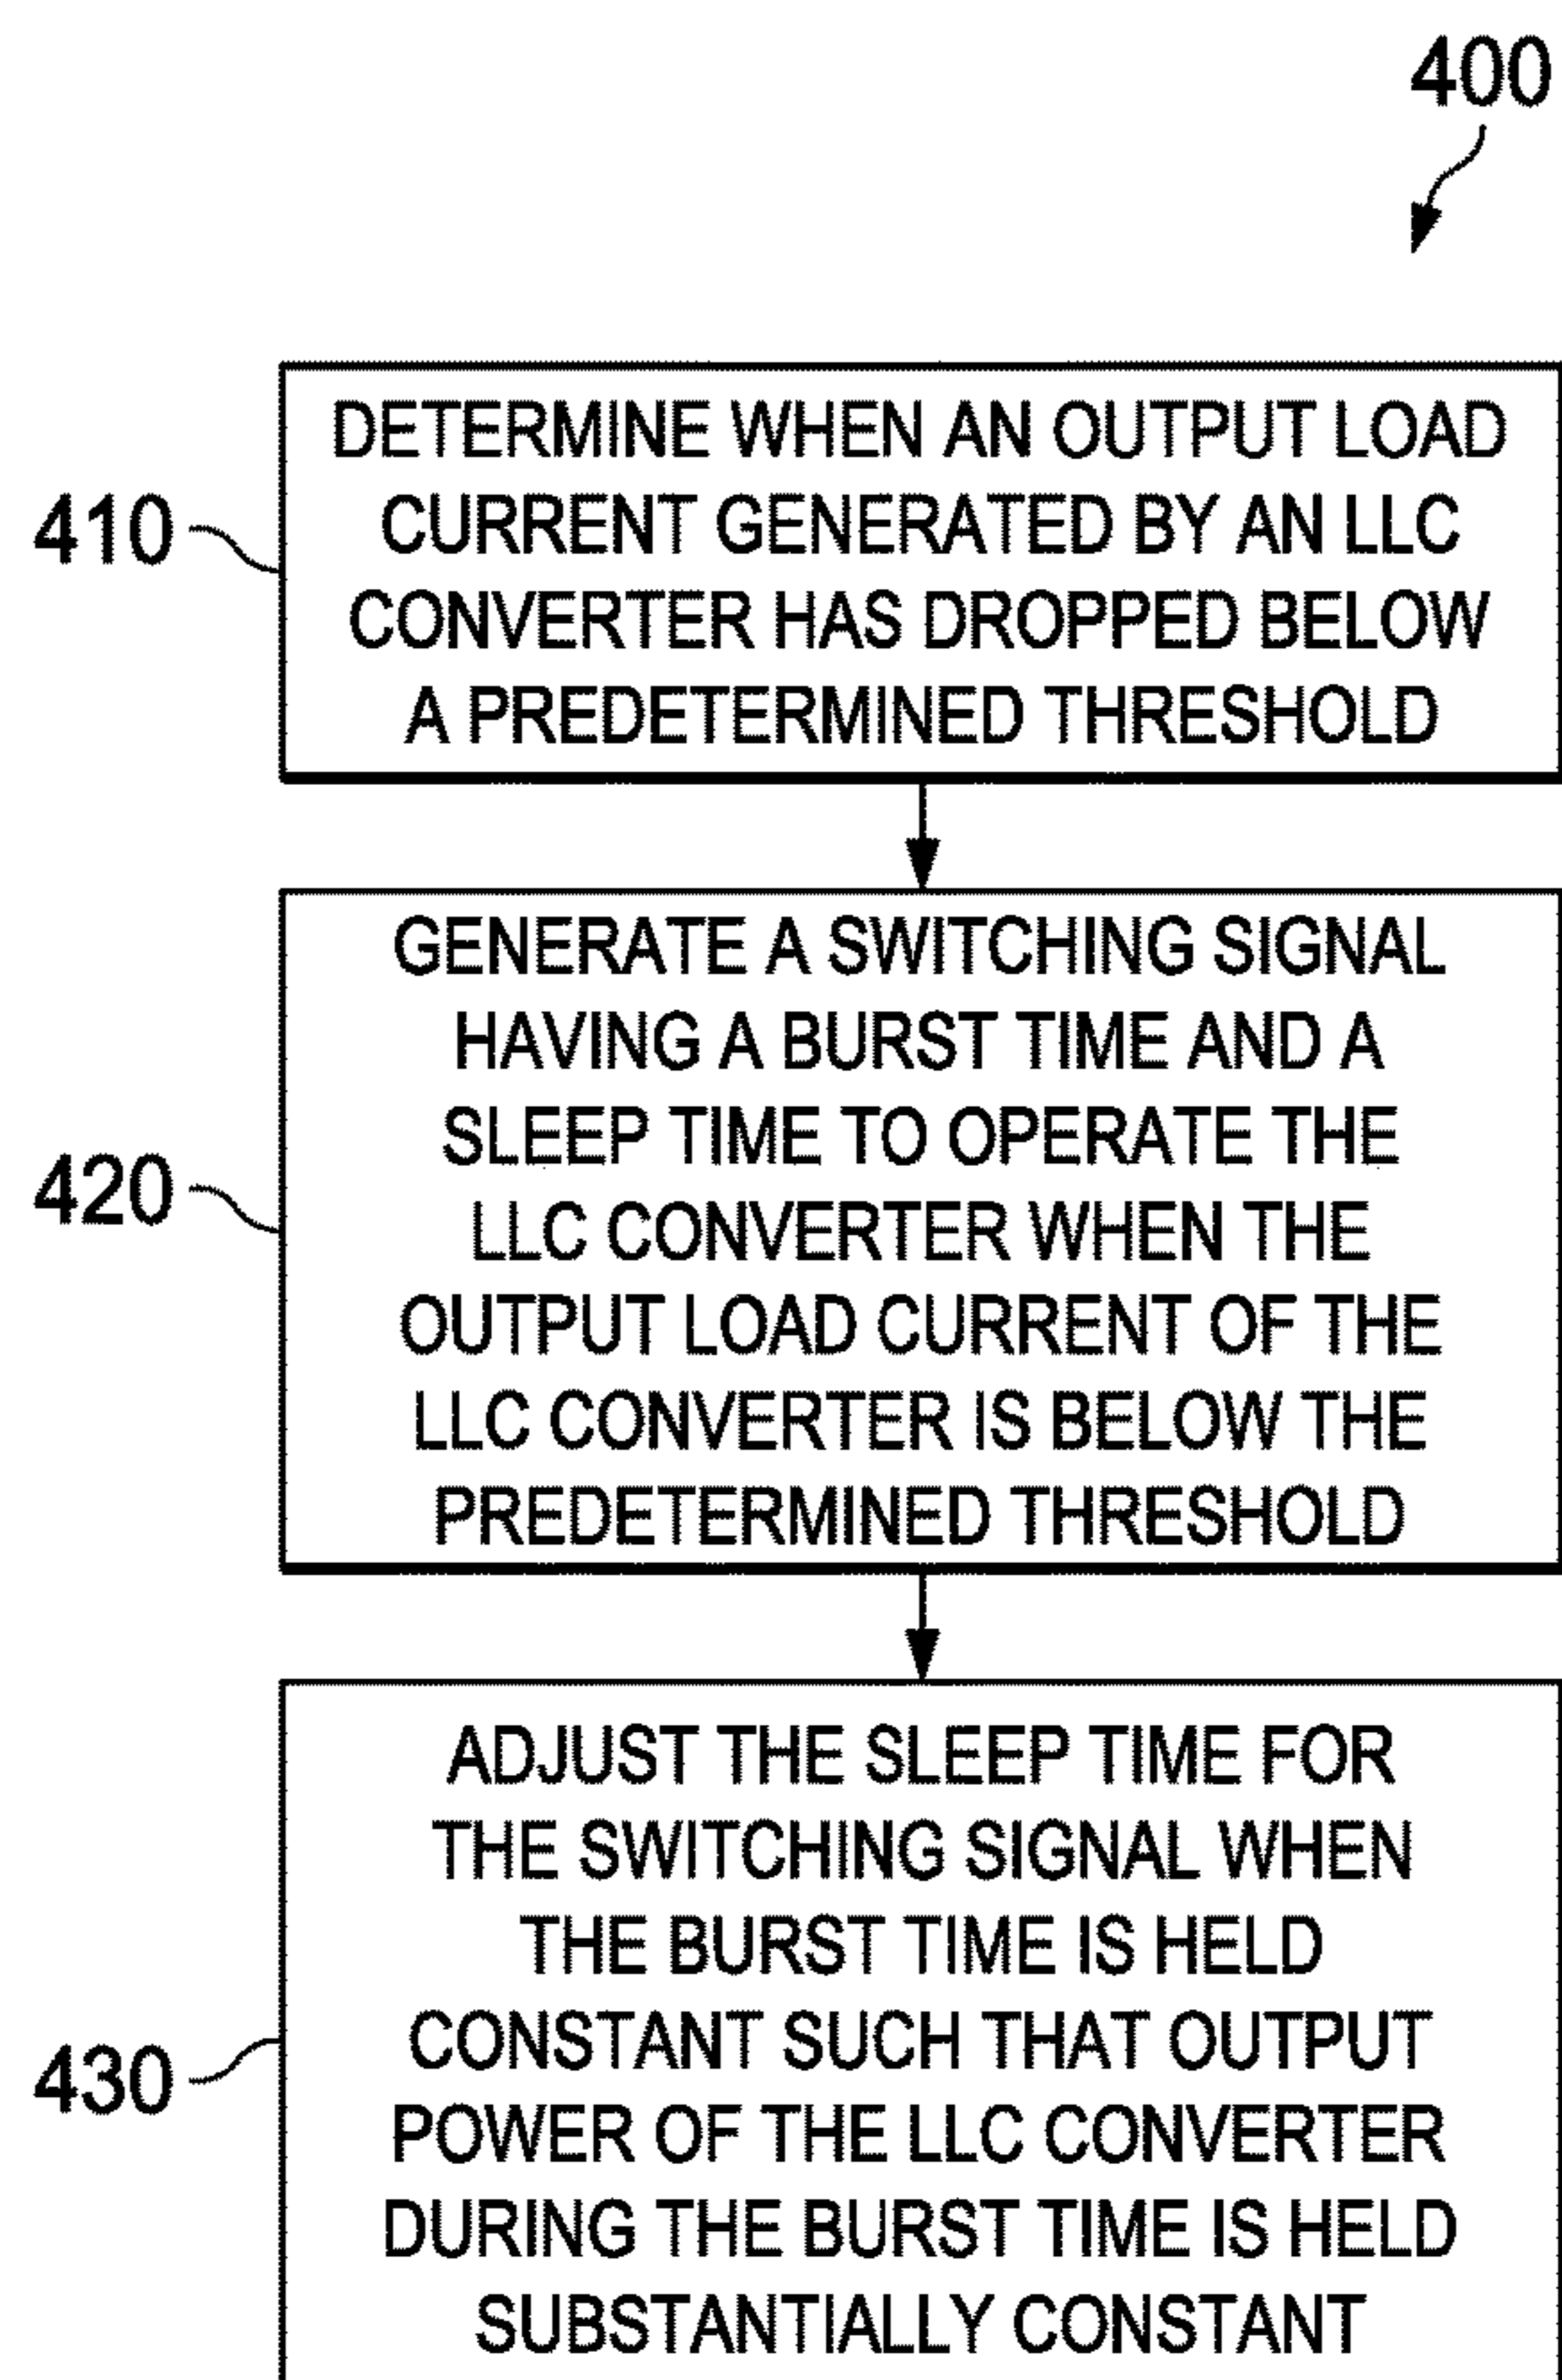 400
410
DETERMINE WHEN AN OUTPUT LOAD
CURRENT GENERATED BY AN LLC
CONVERTER HAS DROPPED BELOW
A PREDETERMINED THRESHOLD
420
GENERATE A SWITCHING SIGNAL
HAVING A BURST TIME AND A
SLEEP TIME TO OPERATE THE
LLC CONVERTER WHEN THE
OUTPUT LOAD CURRENT OF THE
LLC CONVERTER IS BELOW THE
PREDETERMINED THRESHOLD
430
ADJUST THE SLEEP TIME FOR
THE SWITCHING SIGNAL WHEN
THE BURST TIME IS HELD
CONSTANT SUCH THAT OUTPUT
POWER OF THE LLC CONVERTER
DURING THE BURST TIME IS HELD
SUBSTANTIALLY CONSTANT